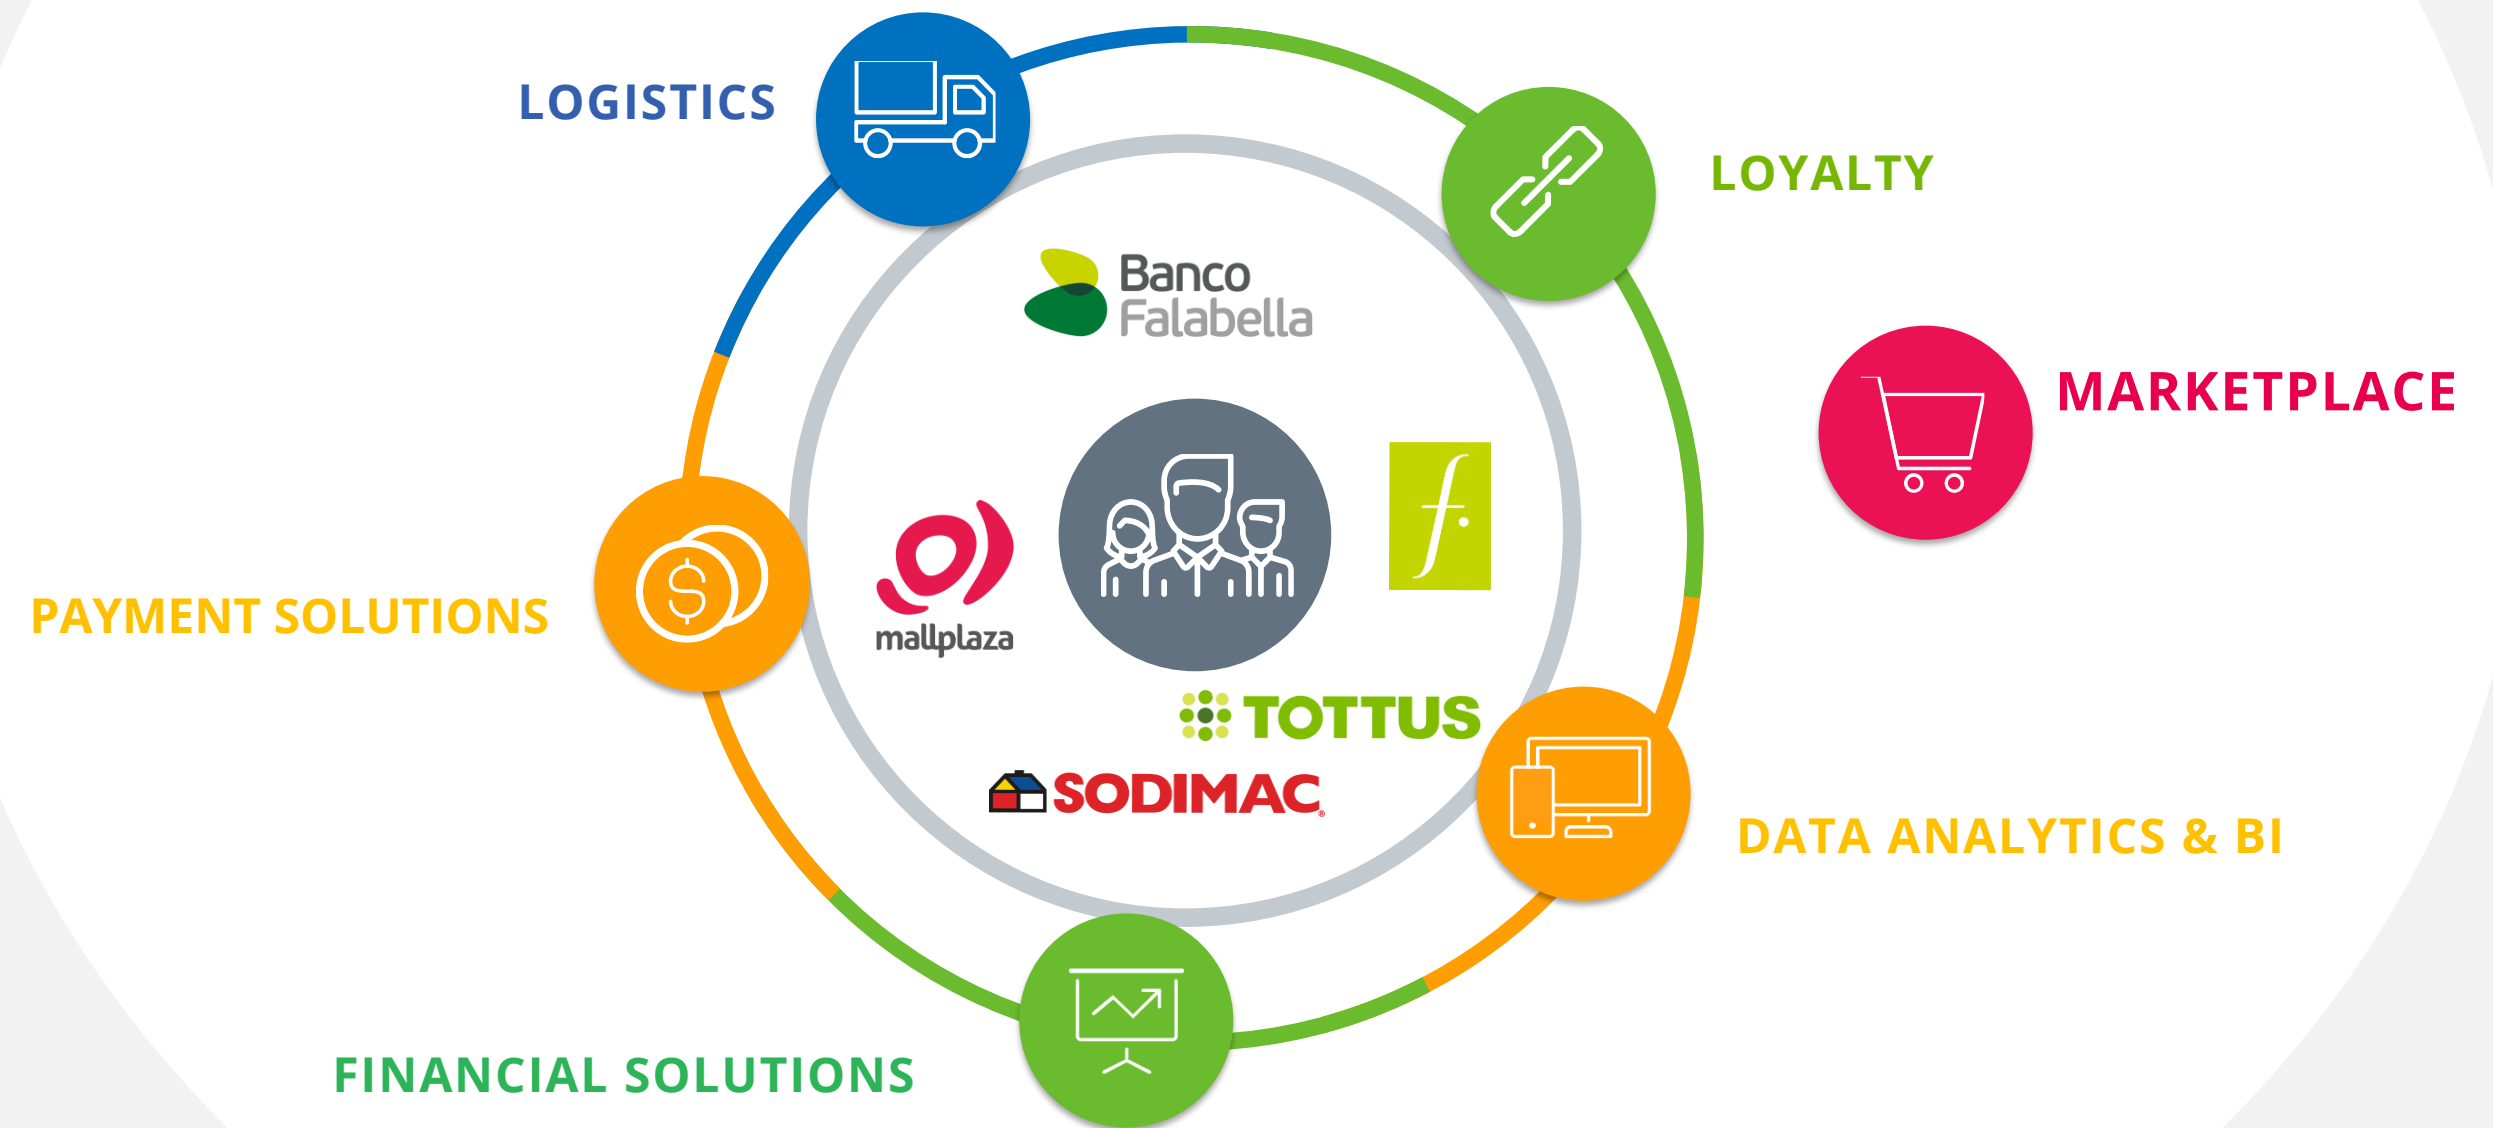 LOGISTICS
LOYALTY
Banco
Falabella
MARKETPLACE
f.
mallplaza
PAYMENT SOLUTIONS
TOTTUS
SODIMAC®
DATA ANALYTICS & BI
FINANCIAL SOLUTIONS